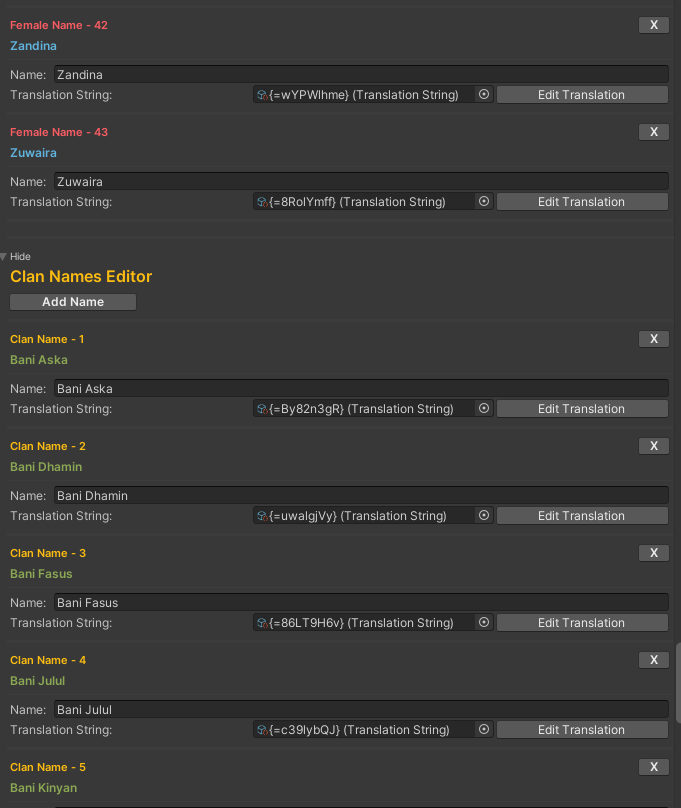 Female Name - 42
X
Zandina
Name: Zandina
Translation String: {=wYPWlhme} (Translation String) Edit Translation
Female Name - 43
X
Zuwaira
Name: Zuwaira
Translation String: {=8RolYmff} (Translation String) Edit Translation
Hide
Clan Names Editor
Add Name
Clan Name - 1
X
Bani Aska
Name: Bani Aska
Translation String: {=By82n3gR} (Translation String) Edit Translation
Clan Name - 2
X
Bani Dhamin
Name: Bani Dhamin
Translation String: {=uwalgjVy} (Translation String) Edit Translation
Clan Name - 3
X
Bani Fasus
Name: Bani Fasus
Translation String: {=86LT9H6v} (Translation String) Edit Translation
Clan Name - 4
X
Bani Julul
Name: Bani Julul
Translation String: {=c39lybQJ} (Translation String) Edit Translation
Clan Name - 5
X
Bani Kinyan